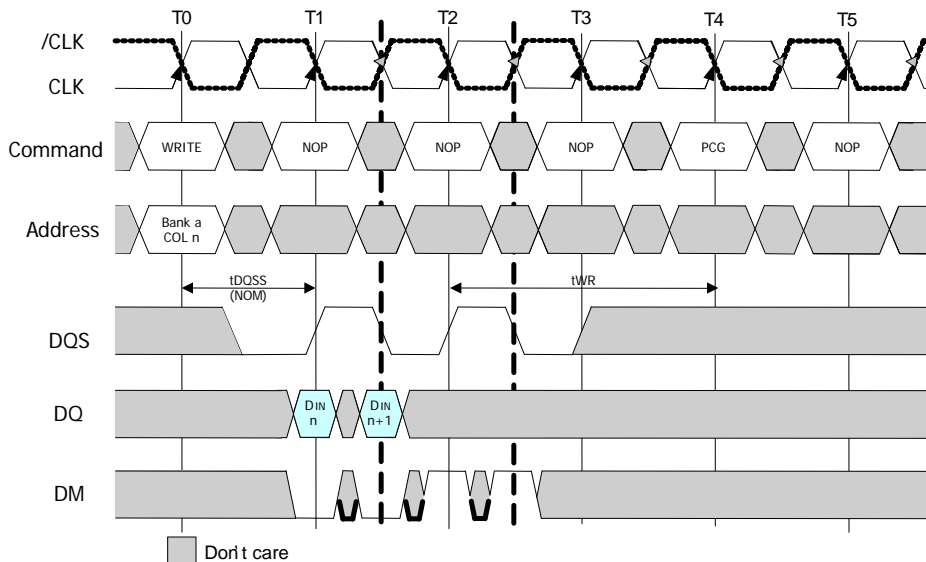 T0 T1 T2 T3 T4 T5
/CLK
CLK
Command WRITE NOP NOP NOP PCG NOP
Address Bank a
COL n
tDQSS
(NOM)
tWR
DQS
DQ DIN
n
DIN
n+1
DM
Don't care